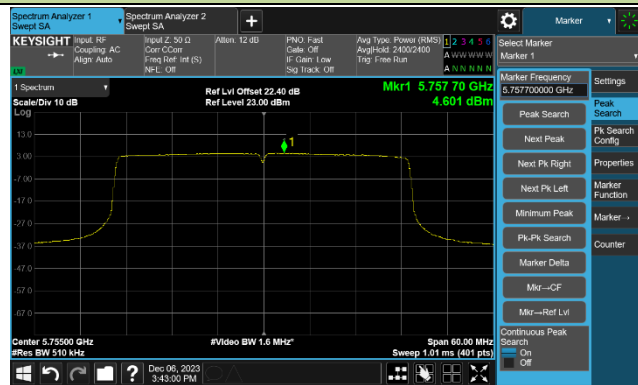 Spectrum Analyzer 1
Swept SA
Spectrum Analyzer 2
Swept SA
+
Marker
KEYSIGHT
Input: RF
Coupling: AC
Align: Auto
Input Z: 50 Ω
Corr CCorr
Freq Ref: Int (S)
NFE: Off
Atten: 12 dB
PNO: Fast
Gate: Off
IF Gain: Low
Sig Track: Off
Avg Type: Power (RMS)
Avg|Hold: 2400/2400
Trig: Free Run
1 2 3 4 5 6
A W W W W W
A N N N N N
Select Marker
Marker 1
1 Spectrum
Scale/Div 10 dB
Log
Ref Lvl Offset 22.40 dB
Ref Level 23.00 dBm
Mkr1 5.757 70 GHz
4.601 dBm
13.0
3.00
-7.00
-17.0
-27.0
-37.0
-47.0
-57.0
-67.0
1
Center 5.75500 GHz
#Res BW 510 kHz
#Video BW 1.6 MHz*
Span 60.00 MHz
Sweep 1.01 ms (401 pts)
Marker Frequency
5.757700000 GHz
Peak Search
Next Peak
Next Pk Right
Next Pk Left
Minimum Peak
Pk-Pk Search
Marker Delta
Mkr→CF
Mkr→Ref Lvl
Continuous Peak
Search
On
Off
Settings
Peak
Search
Pk Search
Config
Properties
Marker
Function
Marker→
Counter
?
Dec 06, 2023
3:43:00 PM